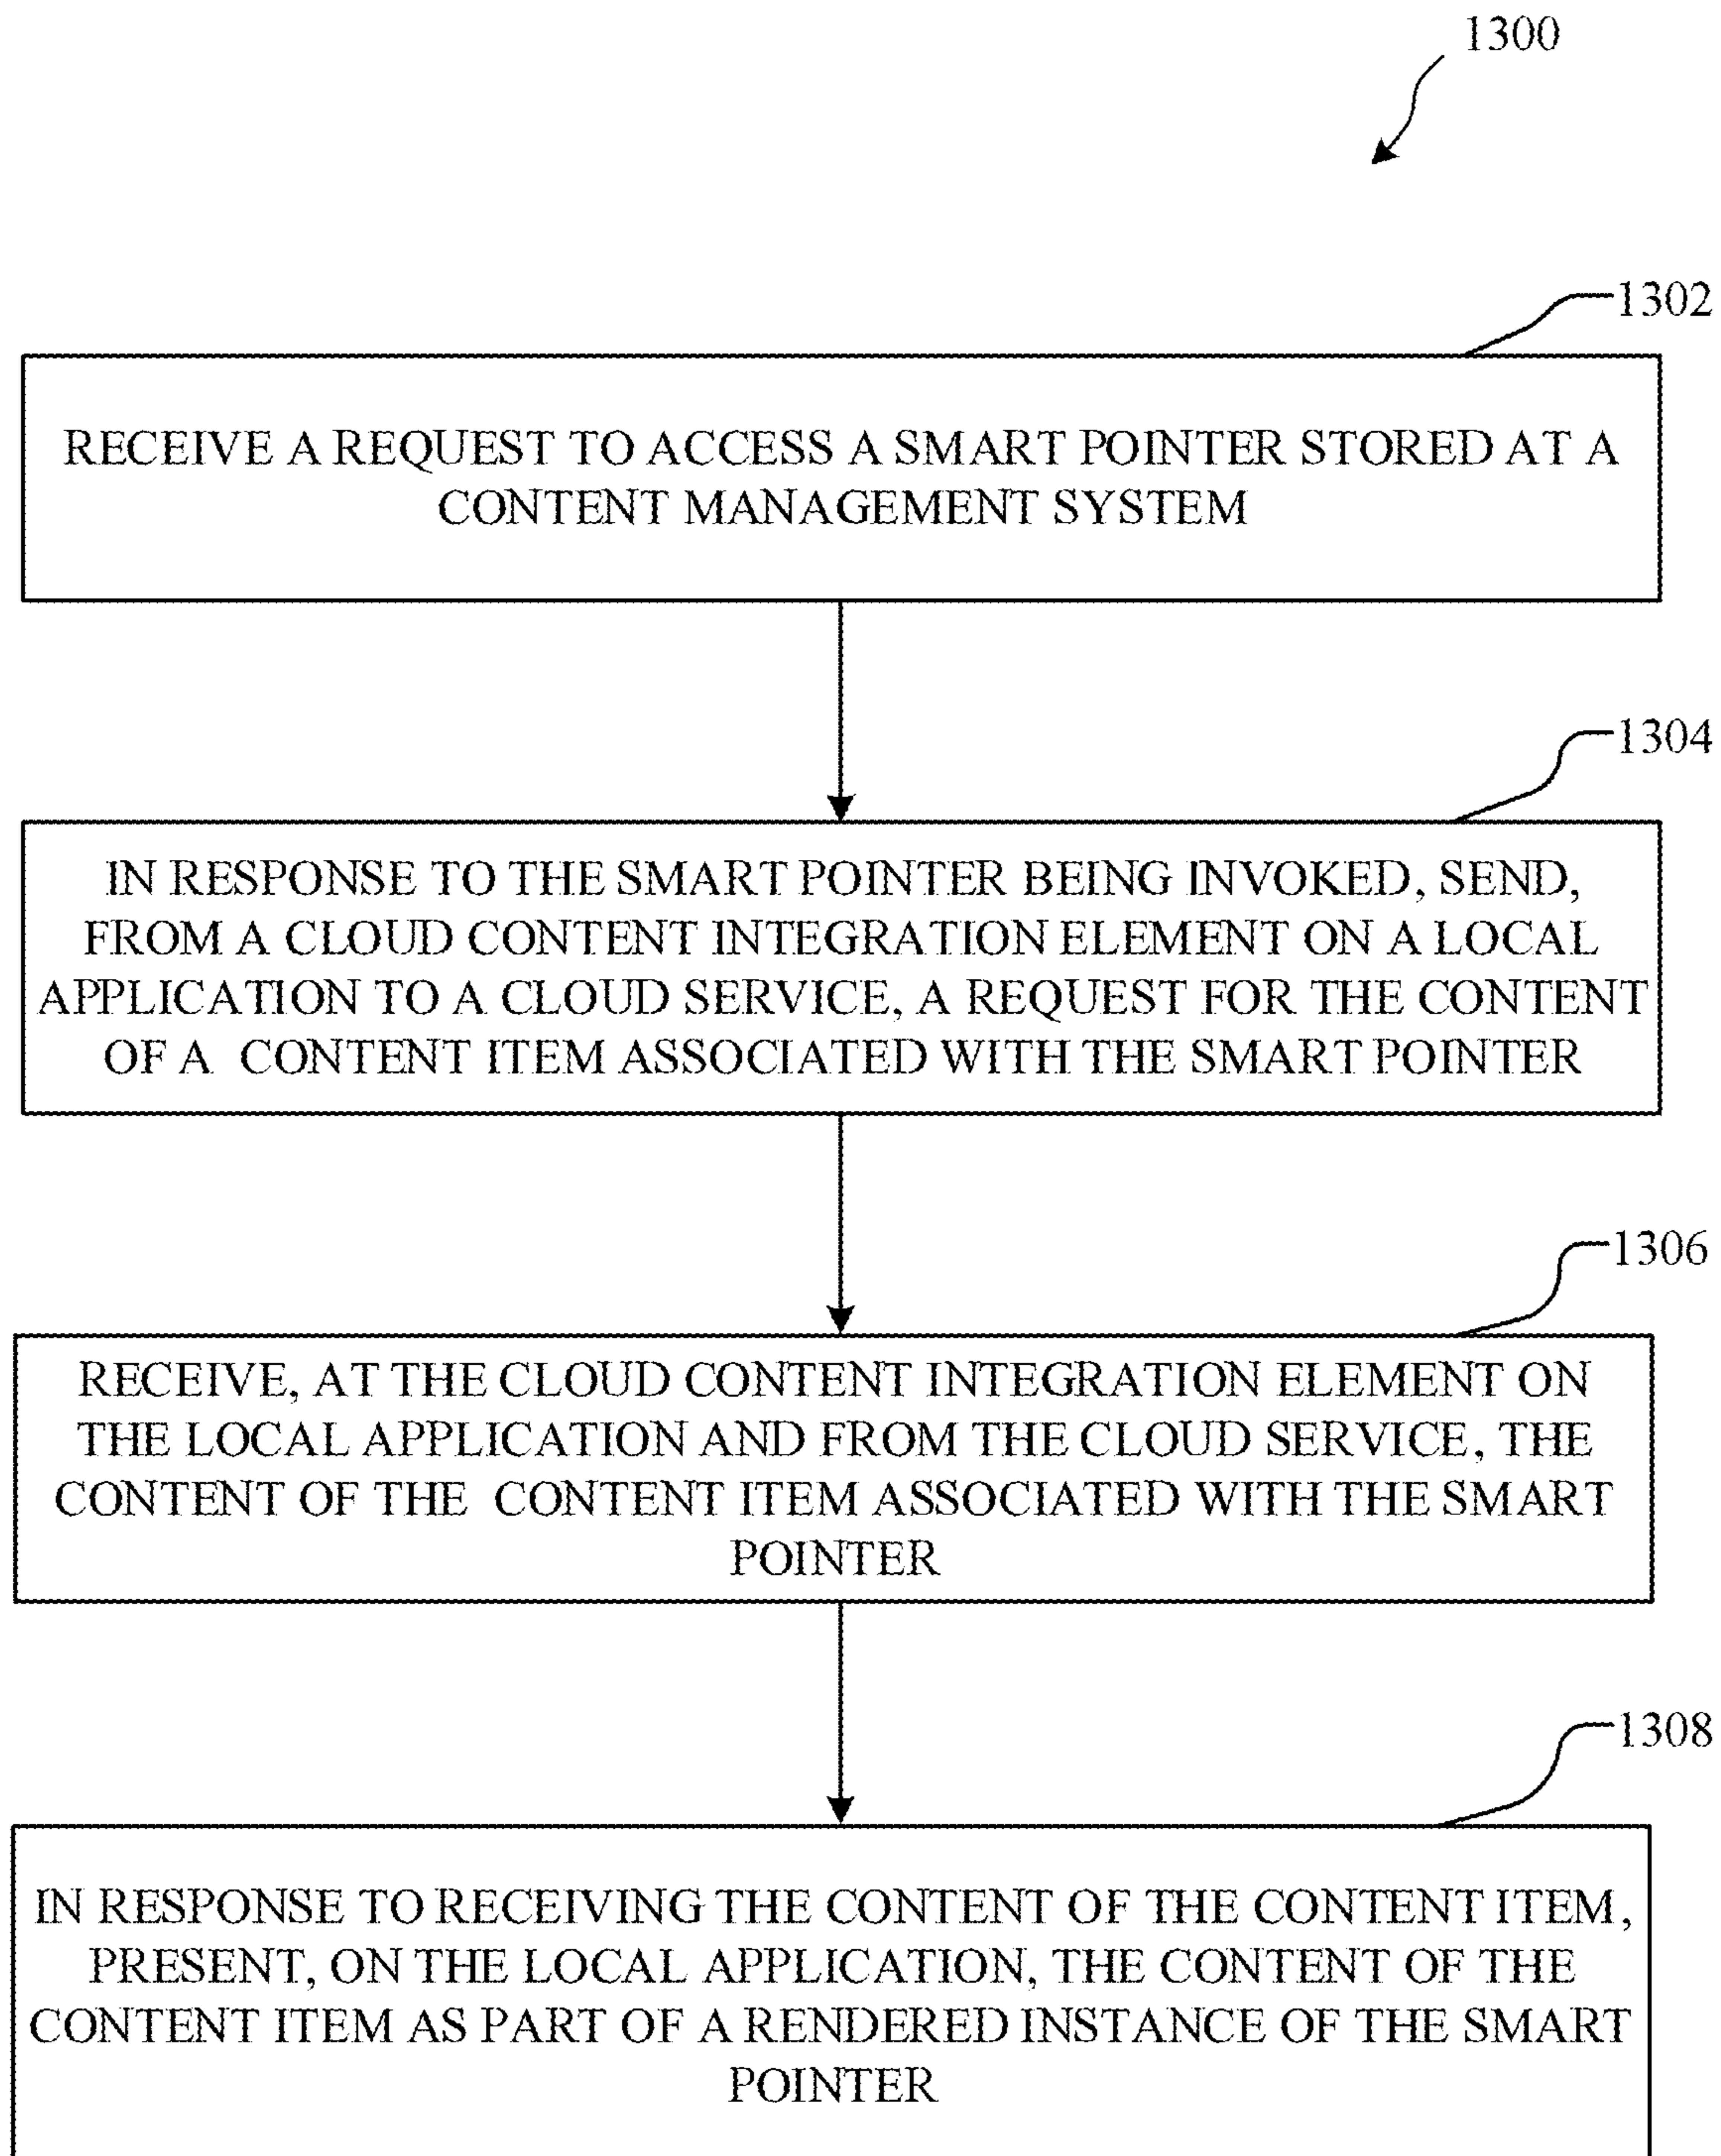 1300
1302
RECEIVE A REQUEST TO ACCESS A SMART POINTER STORED AT A
CONTENT MANAGEMENT SYSTEM
1304
IN RESPONSE TO THE SMART POINTER BEING INVOKED, SEND,
FROM A CLOUD CONTENT INTEGRATION ELEMENT ON A LOCAL
APPLICATION TO A CLOUD SERVICE, A REQUEST FOR THE CONTENT
OF A CONTENT ITEM ASSOCIATED WITH THE SMART POINTER
1306
RECEIVE, AT THE CLOUD CONTENT INTEGRATION ELEMENT ON
THE LOCAL APPLICATION AND FROM THE CLOUD SERVICE, THE
CONTENT OF THE CONTENT ITEM ASSOCIATED WITH THE SMART
POINTER
1308
IN RESPONSE TO RECEIVING THE CONTENT OF THE CONTENT ITEM,
PRESENT, ON THE LOCAL APPLICATION, THE CONTENT OF THE
CONTENT ITEM AS PART OF A RENDERED INSTANCE OF THE SMART
POINTER